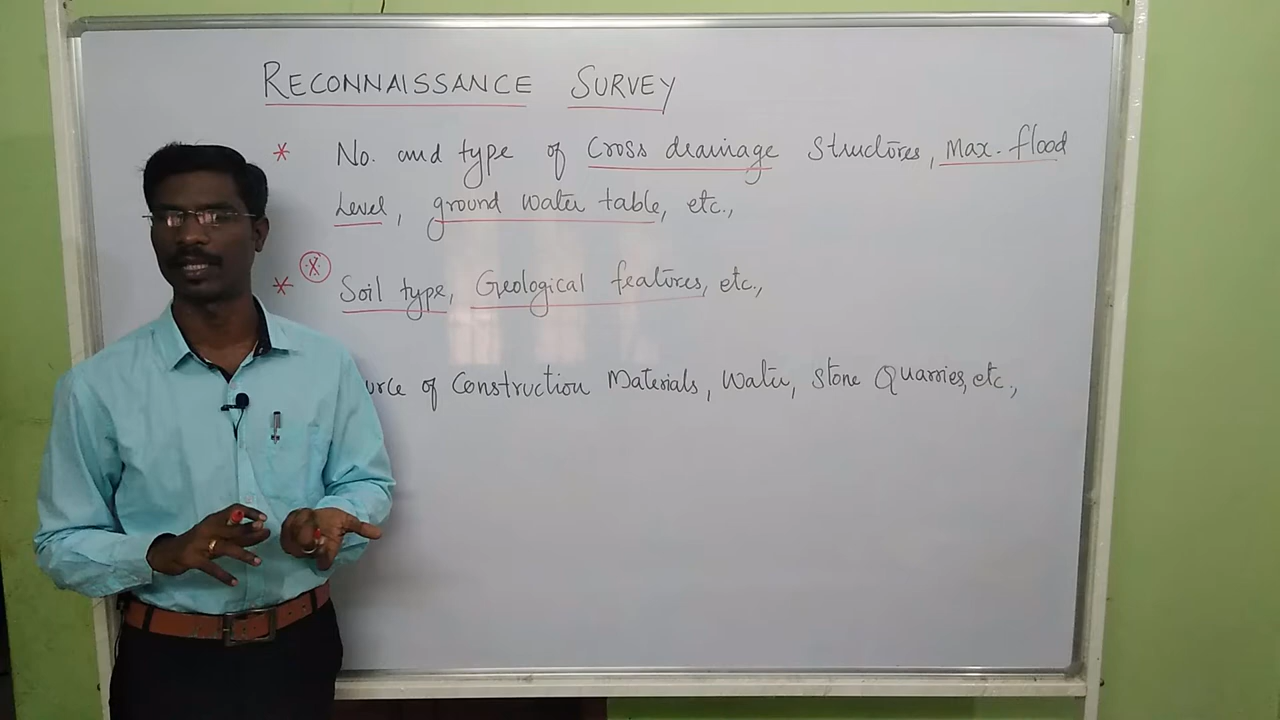 RECONNAISSANCE SURVEY
* No. and type of Cross drainage Structures, Max. flood
Level, ground water table, etc.,
* Soil type, Geological features, etc.,
of Construction Materials, Water, Stone Quarries, etc.,